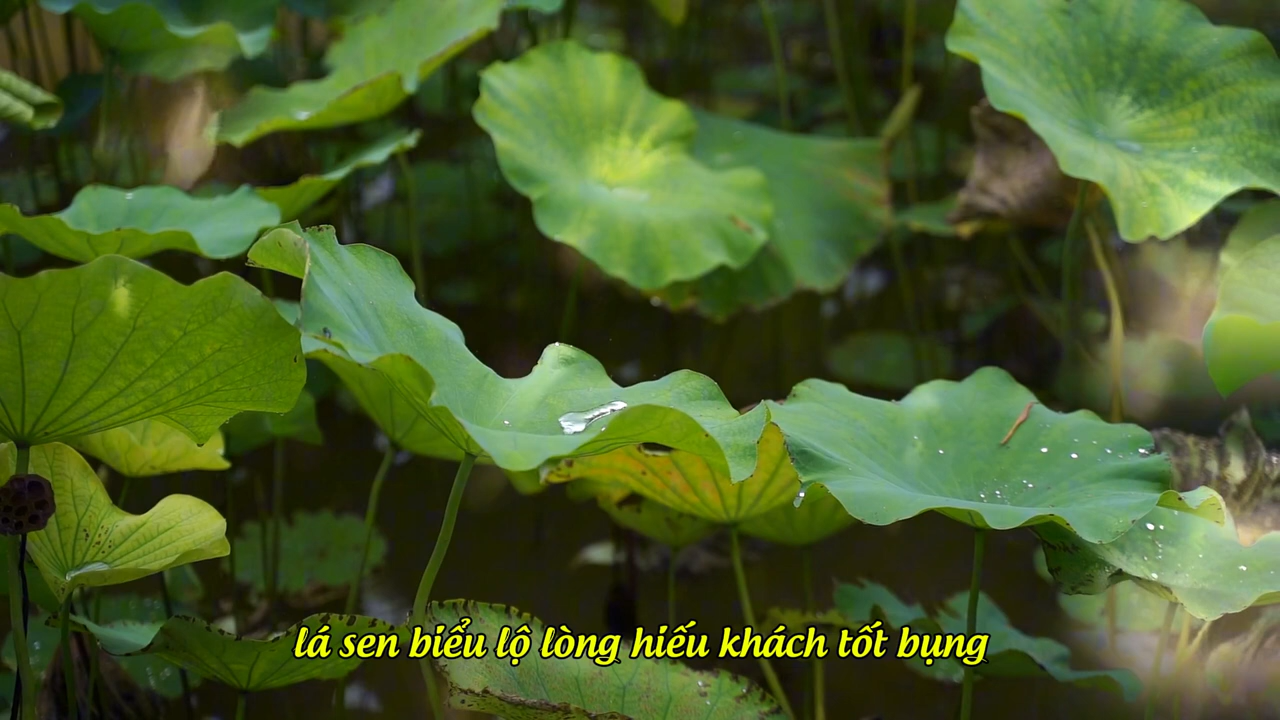 lá sen biểu lộ lòng hiếu khách tốt bụng